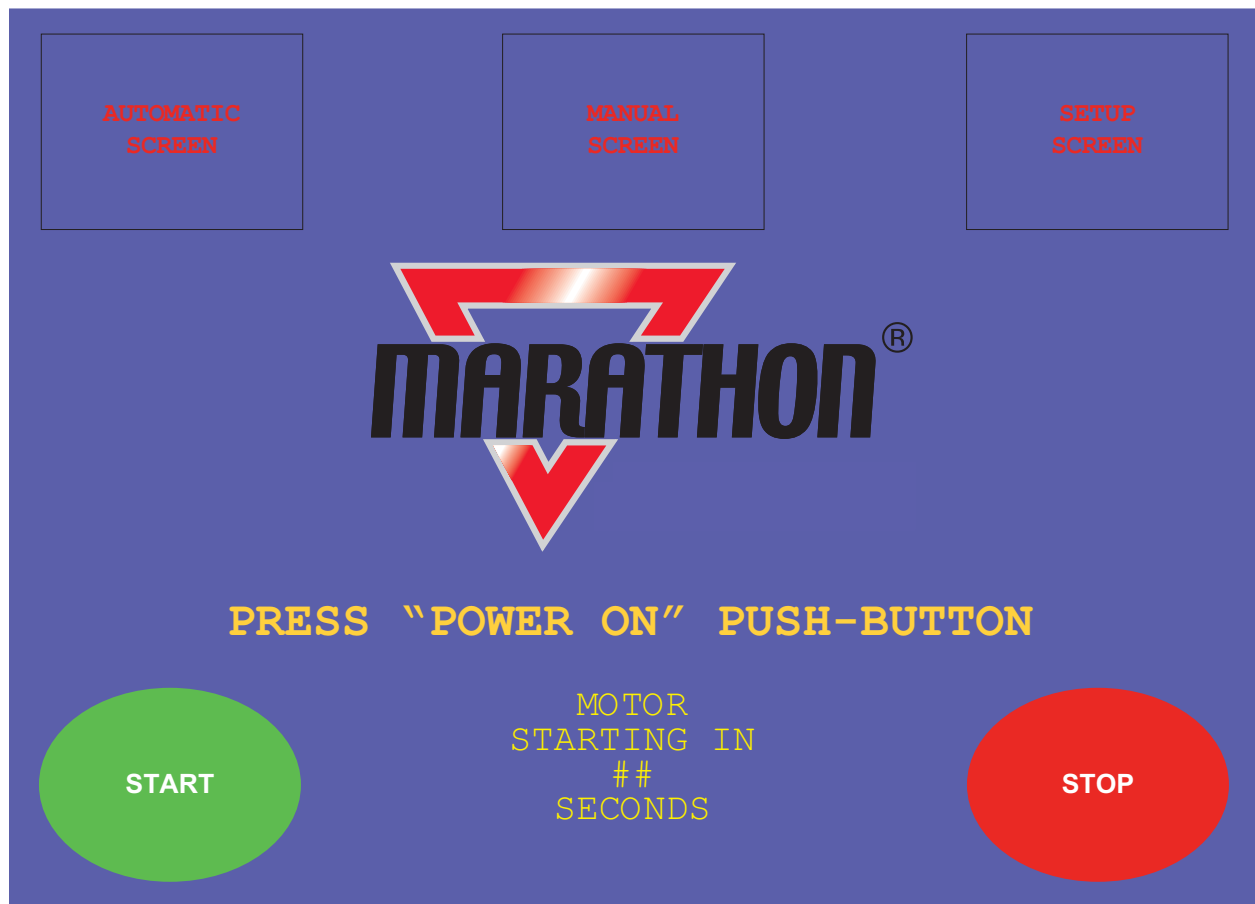 AUTOMATIC
SCREEN
MANUAL
SCREEN
SETUP
SCREEN
MARATHON®
PRESS “POWER ON” PUSH-BUTTON
MOTOR
STARTING IN
##
SECONDS
START
STOP